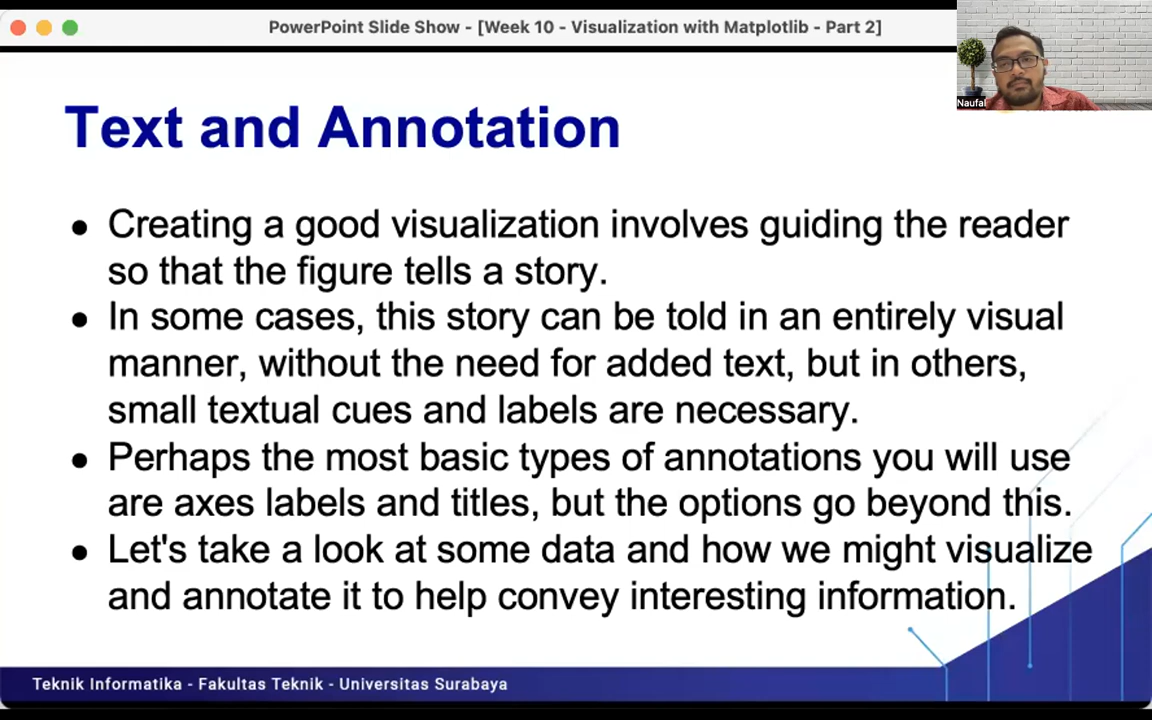 PowerPoint Slide Show - [Week 10 - Visualization with Matplotlib - Part 2]
Naufal
Text and Annotation
● Creating a good visualization involves guiding the reader
so that the figure tells a story.
● In some cases, this story can be told in an entirely visual
manner, without the need for added text, but in others,
small textual cues and labels are necessary.
● Perhaps the most basic types of annotations you will use
are axes labels and titles, but the options go beyond this.
● Let's take a look at some data and how we might visualize
and annotate it to help convey interesting information.
Teknik Informatika - Fakultas Teknik - Universitas Surabaya